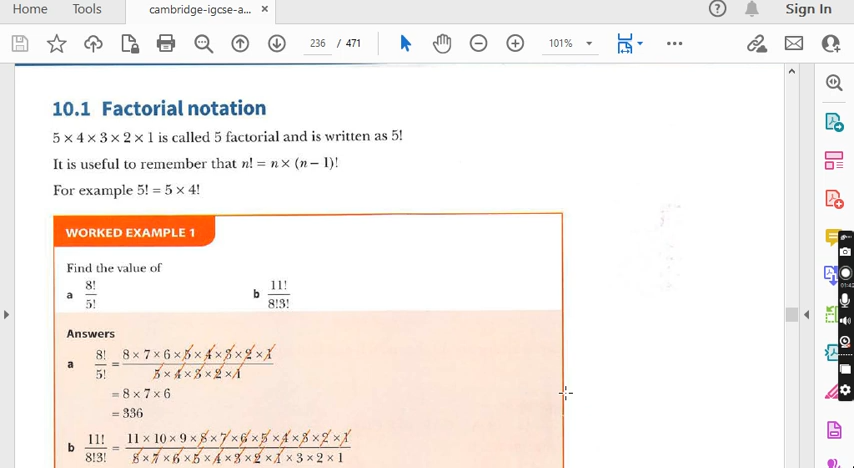 Home Tools cambridge-igcse-a... × Sign In
236 / 471 101%
10.1 Factorial notation
5 × 4 × 3 × 2 × 1 is called 5 factorial and is written as 5!
It is useful to remember that n! = n × (n − 1)!
For example 5! = 5 × 4!
WORKED EXAMPLE 1
Find the value of
a 8!/5! b 11!/8!3!
Answers
a 8!/5! = 8 × 7 × 6 × 5 × 4 × 3 × 2 × 1 / 5 × 4 × 3 × 2 × 1
= 8 × 7 × 6
= 336
b 11!/8!3! = 11 × 10 × 9 × 8 × 7 × 6 × 5 × 4 × 3 × 2 × 1 / 8 × 7 × 6 × 5 × 4 × 3 × 2 × 1 × 3 × 2 × 1